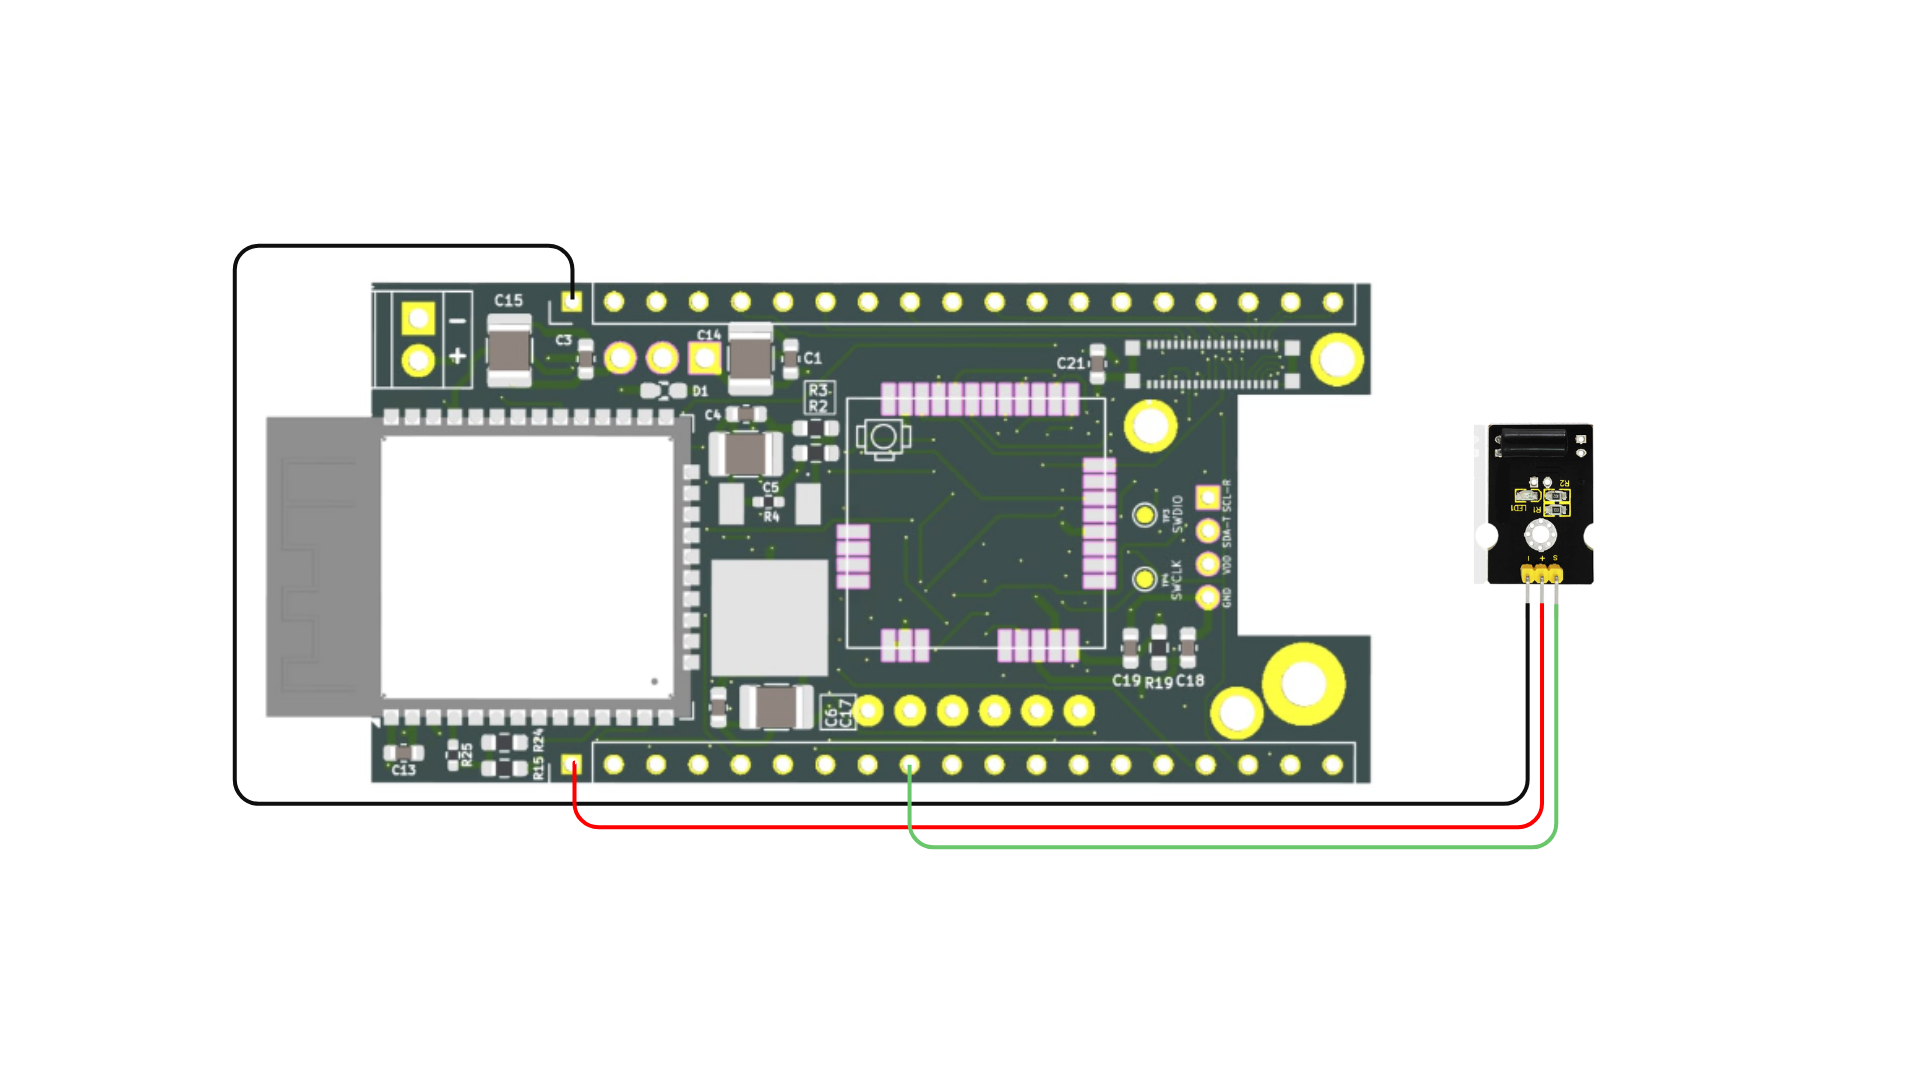 C15
−
+
C3
C14
C1
D1
C4
R3
R2
C5
R4
C21
SCL-R
SDA-T
VDD
GND
TP3
SWDIO
TP4
SWCLK
C6
C17
C19 R19 C18
C13
R25
R24
R15
R2
LED1
R1
- + S